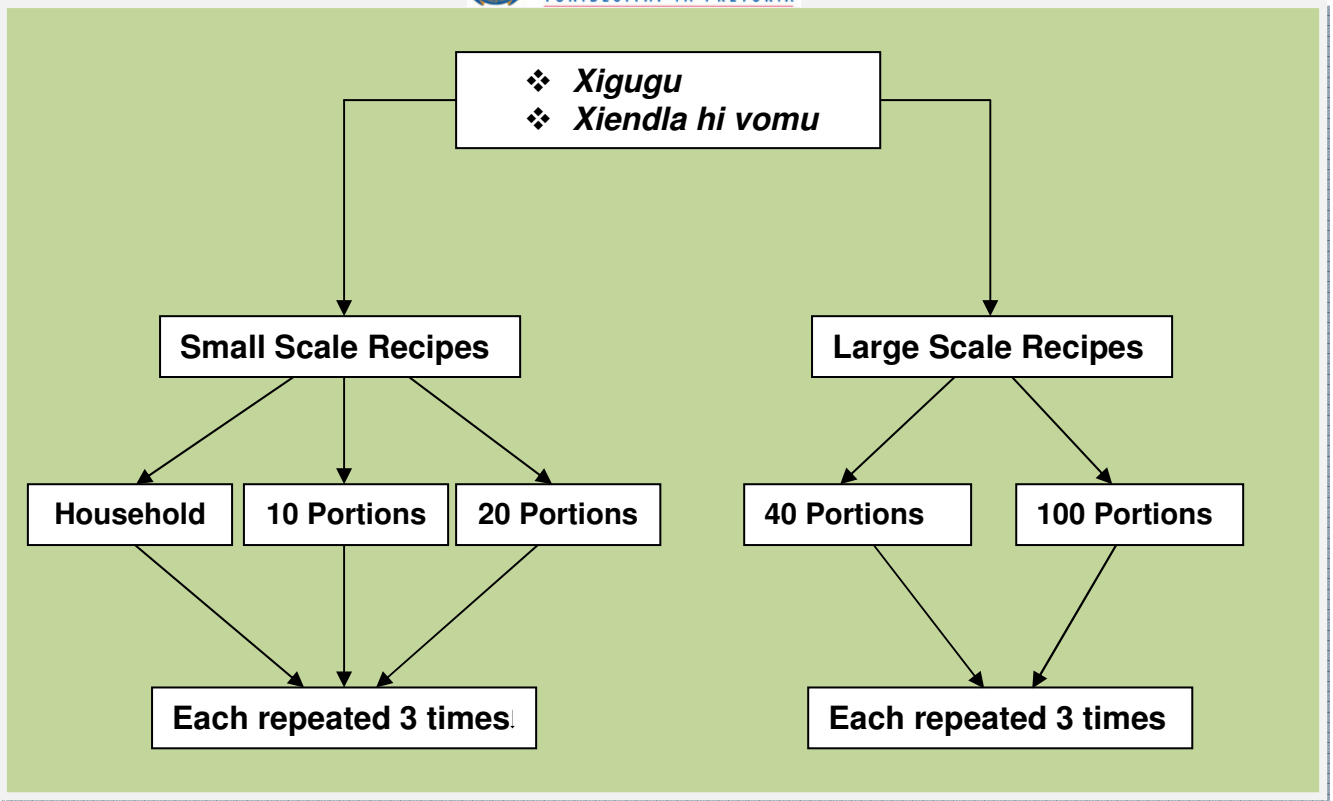 ❖ Xigugu
❖ Xiendla hi vomu
Small Scale Recipes
Large Scale Recipes
Household
10 Portions
20 Portions
40 Portions
100 Portions
Each repeated 3 times
Each repeated 3 times